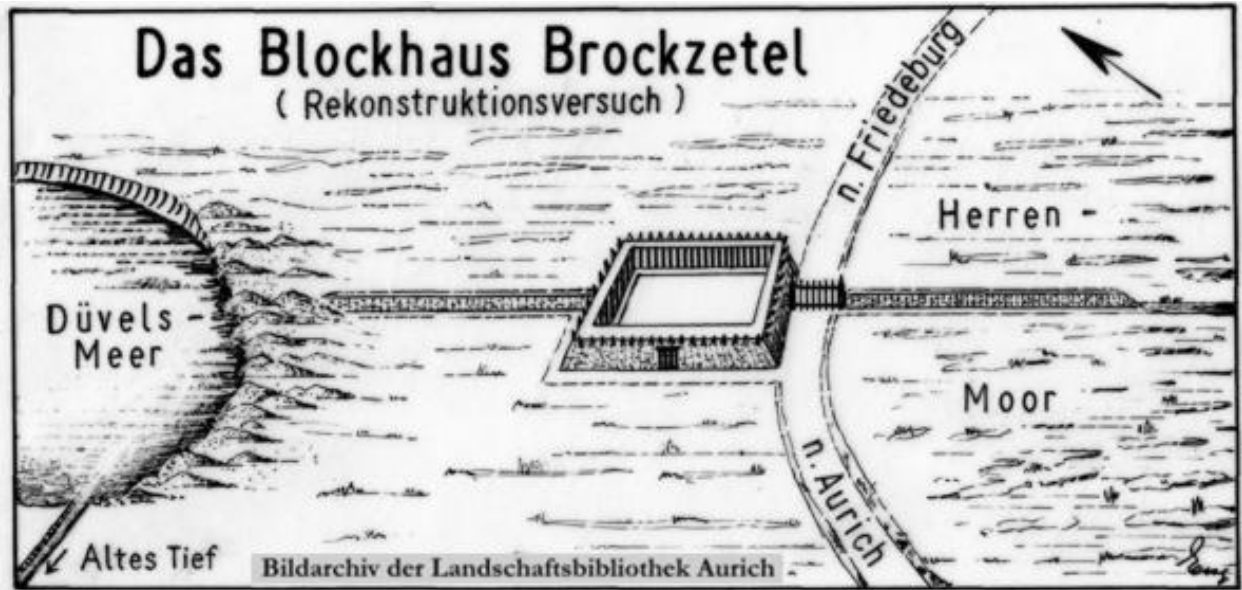 Das Blockhaus Brockzetel
( Rekonstruktionsversuch )
n. Friedeburg
Herren -
Düvels -
Meer
Moor
n. Aurich
Altes Tief
Bildarchiv der Landschaftsbibliothek Aurich